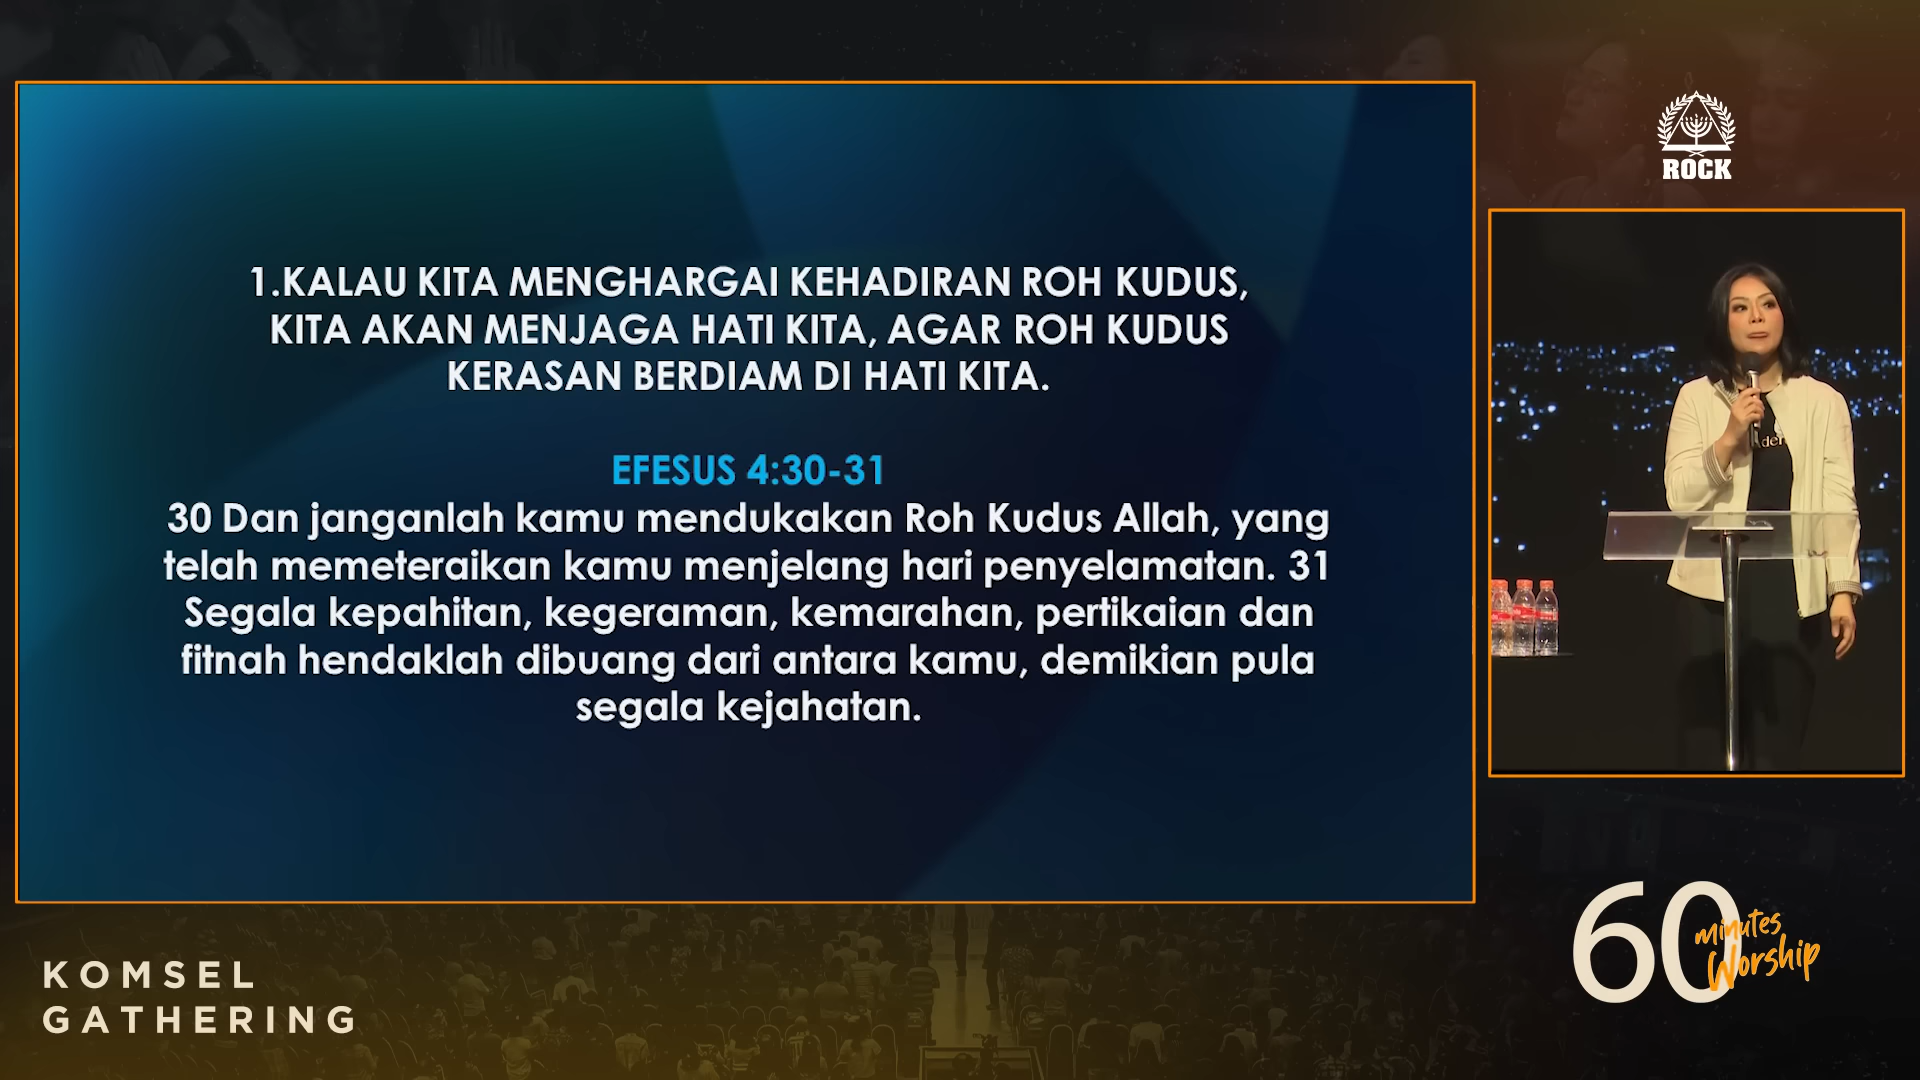 1.KALAU KITA MENGHARGAI KEHADIRAN ROH KUDUS,
KITA AKAN MENJAGA HATI KITA, AGAR ROH KUDUS
KERASAN BERDIAM DI HATI KITA.
EFESUS 4:30-31
30 Dan janganlah kamu mendukakan Roh Kudus Allah, yang
telah memeteraikan kamu menjelang hari penyelamatan. 31
Segala kepahitan, kegeraman, kemarahan, pertikaian dan
fitnah hendaklah dibuang dari antara kamu, demikian pula
segala kejahatan.
ROCK
KOMSEL
GATHERING
60
minutes
Worship